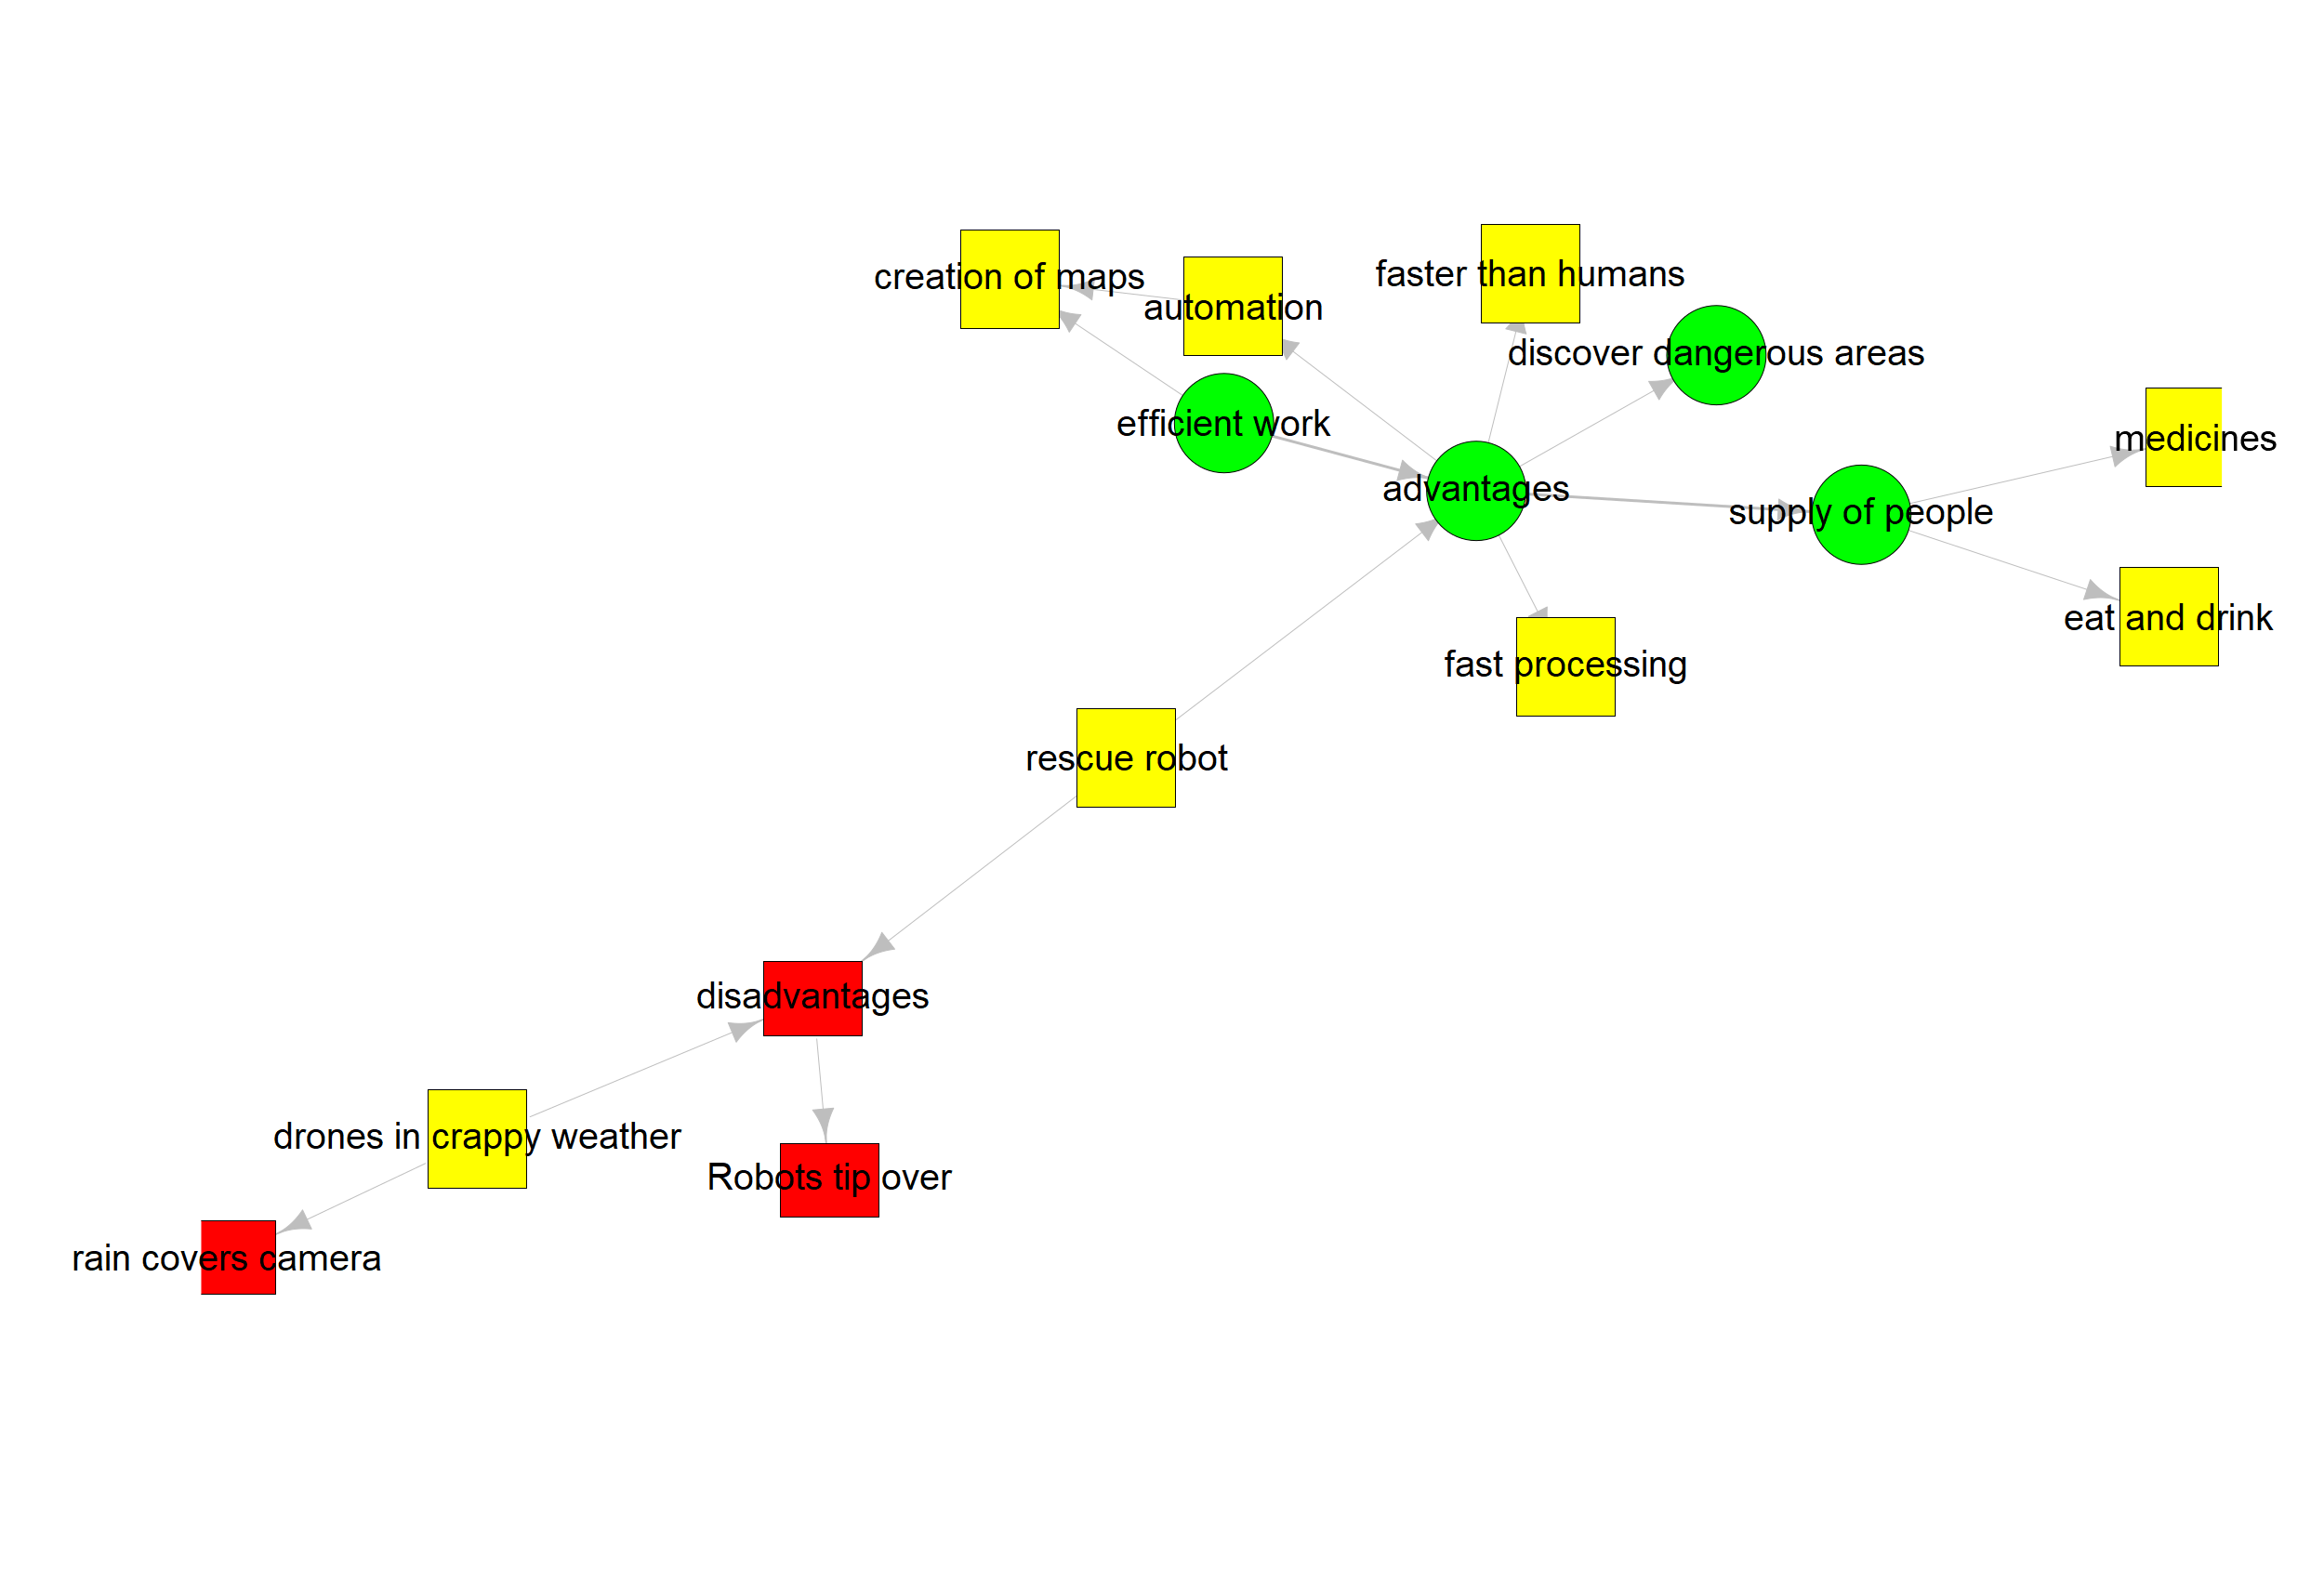 faster than humans
creation of maps
automation
discover dangerous areas
efficient work
medicines
advantages
supply of people
eat and drink
fast processing
rescue robot
disadvantages
drones in crappy weather
Robots tip over
rain covers camera